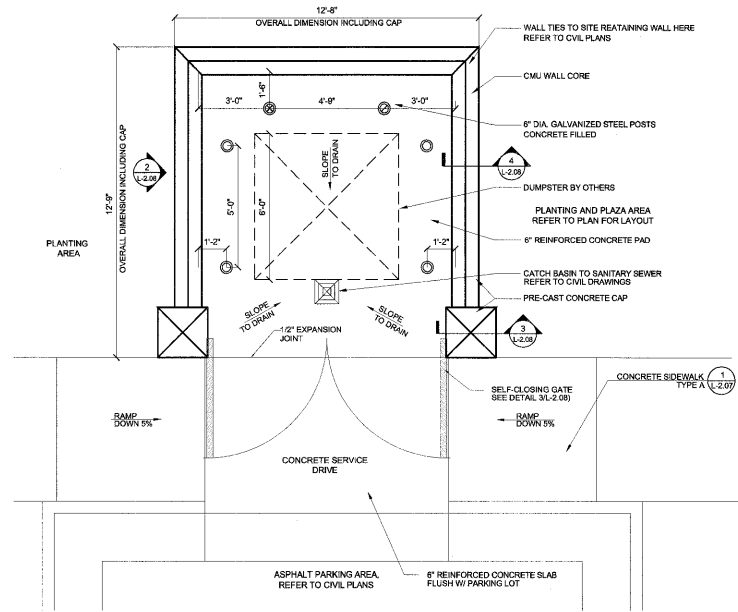 12'-8"
OVERALL DIMENSION INCLUDING CAP
WALL TIES TO SITE REATAINING WALL HERE
REFER TO CVIL PLANS
CMU WALL CORE
1'-6"
3'-0"
4'-9"
3'-0"
6" DIA. GALVANIZED STEEL POSTS
CONCRETE FILLED
2
L-2.08
12'-9"
OVERALL DIMENSION INCLUDING CAP
SLOPE
TO DRAIN
4
L-2.08
5'-0"
6'-0"
DUMPSTER BY OTHERS
PLANTING AND PLAZA AREA
REFER TO PLAN FOR LAYOUT
PLANTING
AREA
1'-2"
1'-2"
6" REINFORCED CONCRETE PAD
CATCH BASIN TO SANITARY SEWER
REFER TO CIVIL DRAWINGS
PRE-CAST CONCRETE CAP
SLOPE
TO DRAIN
SLOPE
TO DRAIN
1/2" EXPANSION
JOINT
3
L-2.08
CONCRETE SIDEWALK
TYPE A
1
L-2.07
SELF-CLOSING GATE
SEE DETAIL 3/L-2.08)
RAMP
DOWN 5%
RAMP
DOWN 5%
CONCRETE SERVICE
DRIVE
ASPHALT PARKING AREA,
REFER TO CIVIL PLANS
6" REINFORCED CONCRETE SLAB
FLUSH W/ PARKING LOT